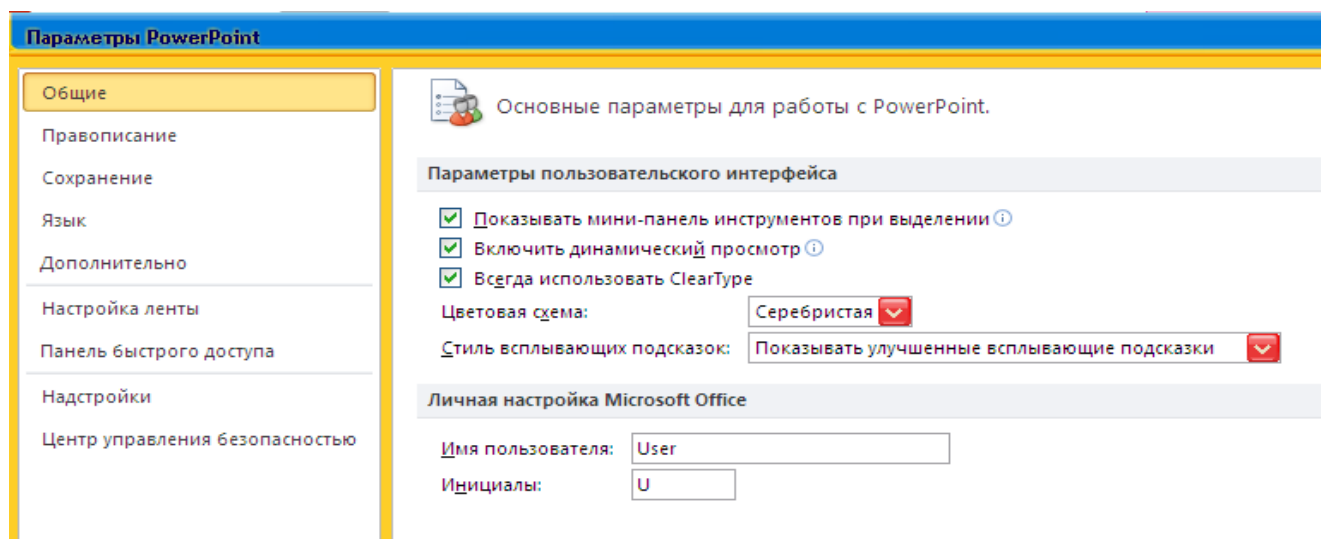 Параметры PowerPoint
Общие
Правописание
Сохранение
Язык
Дополнительно
Настройка ленты
Панель быстрого доступа
Надстройки
Центр управления безопасностью
Основные параметры для работы с PowerPoint.
Параметры пользовательского интерфейса
Показывать мини-панель инструментов при выделении
Включить динамический просмотр
Всегда использовать ClearType
Цветовая схема: Серебристая
Стиль всплывающих подсказок: Показывать улучшенные всплывающие подсказки
Личная настройка Microsoft Office
Имя пользователя: User
Инициалы: U